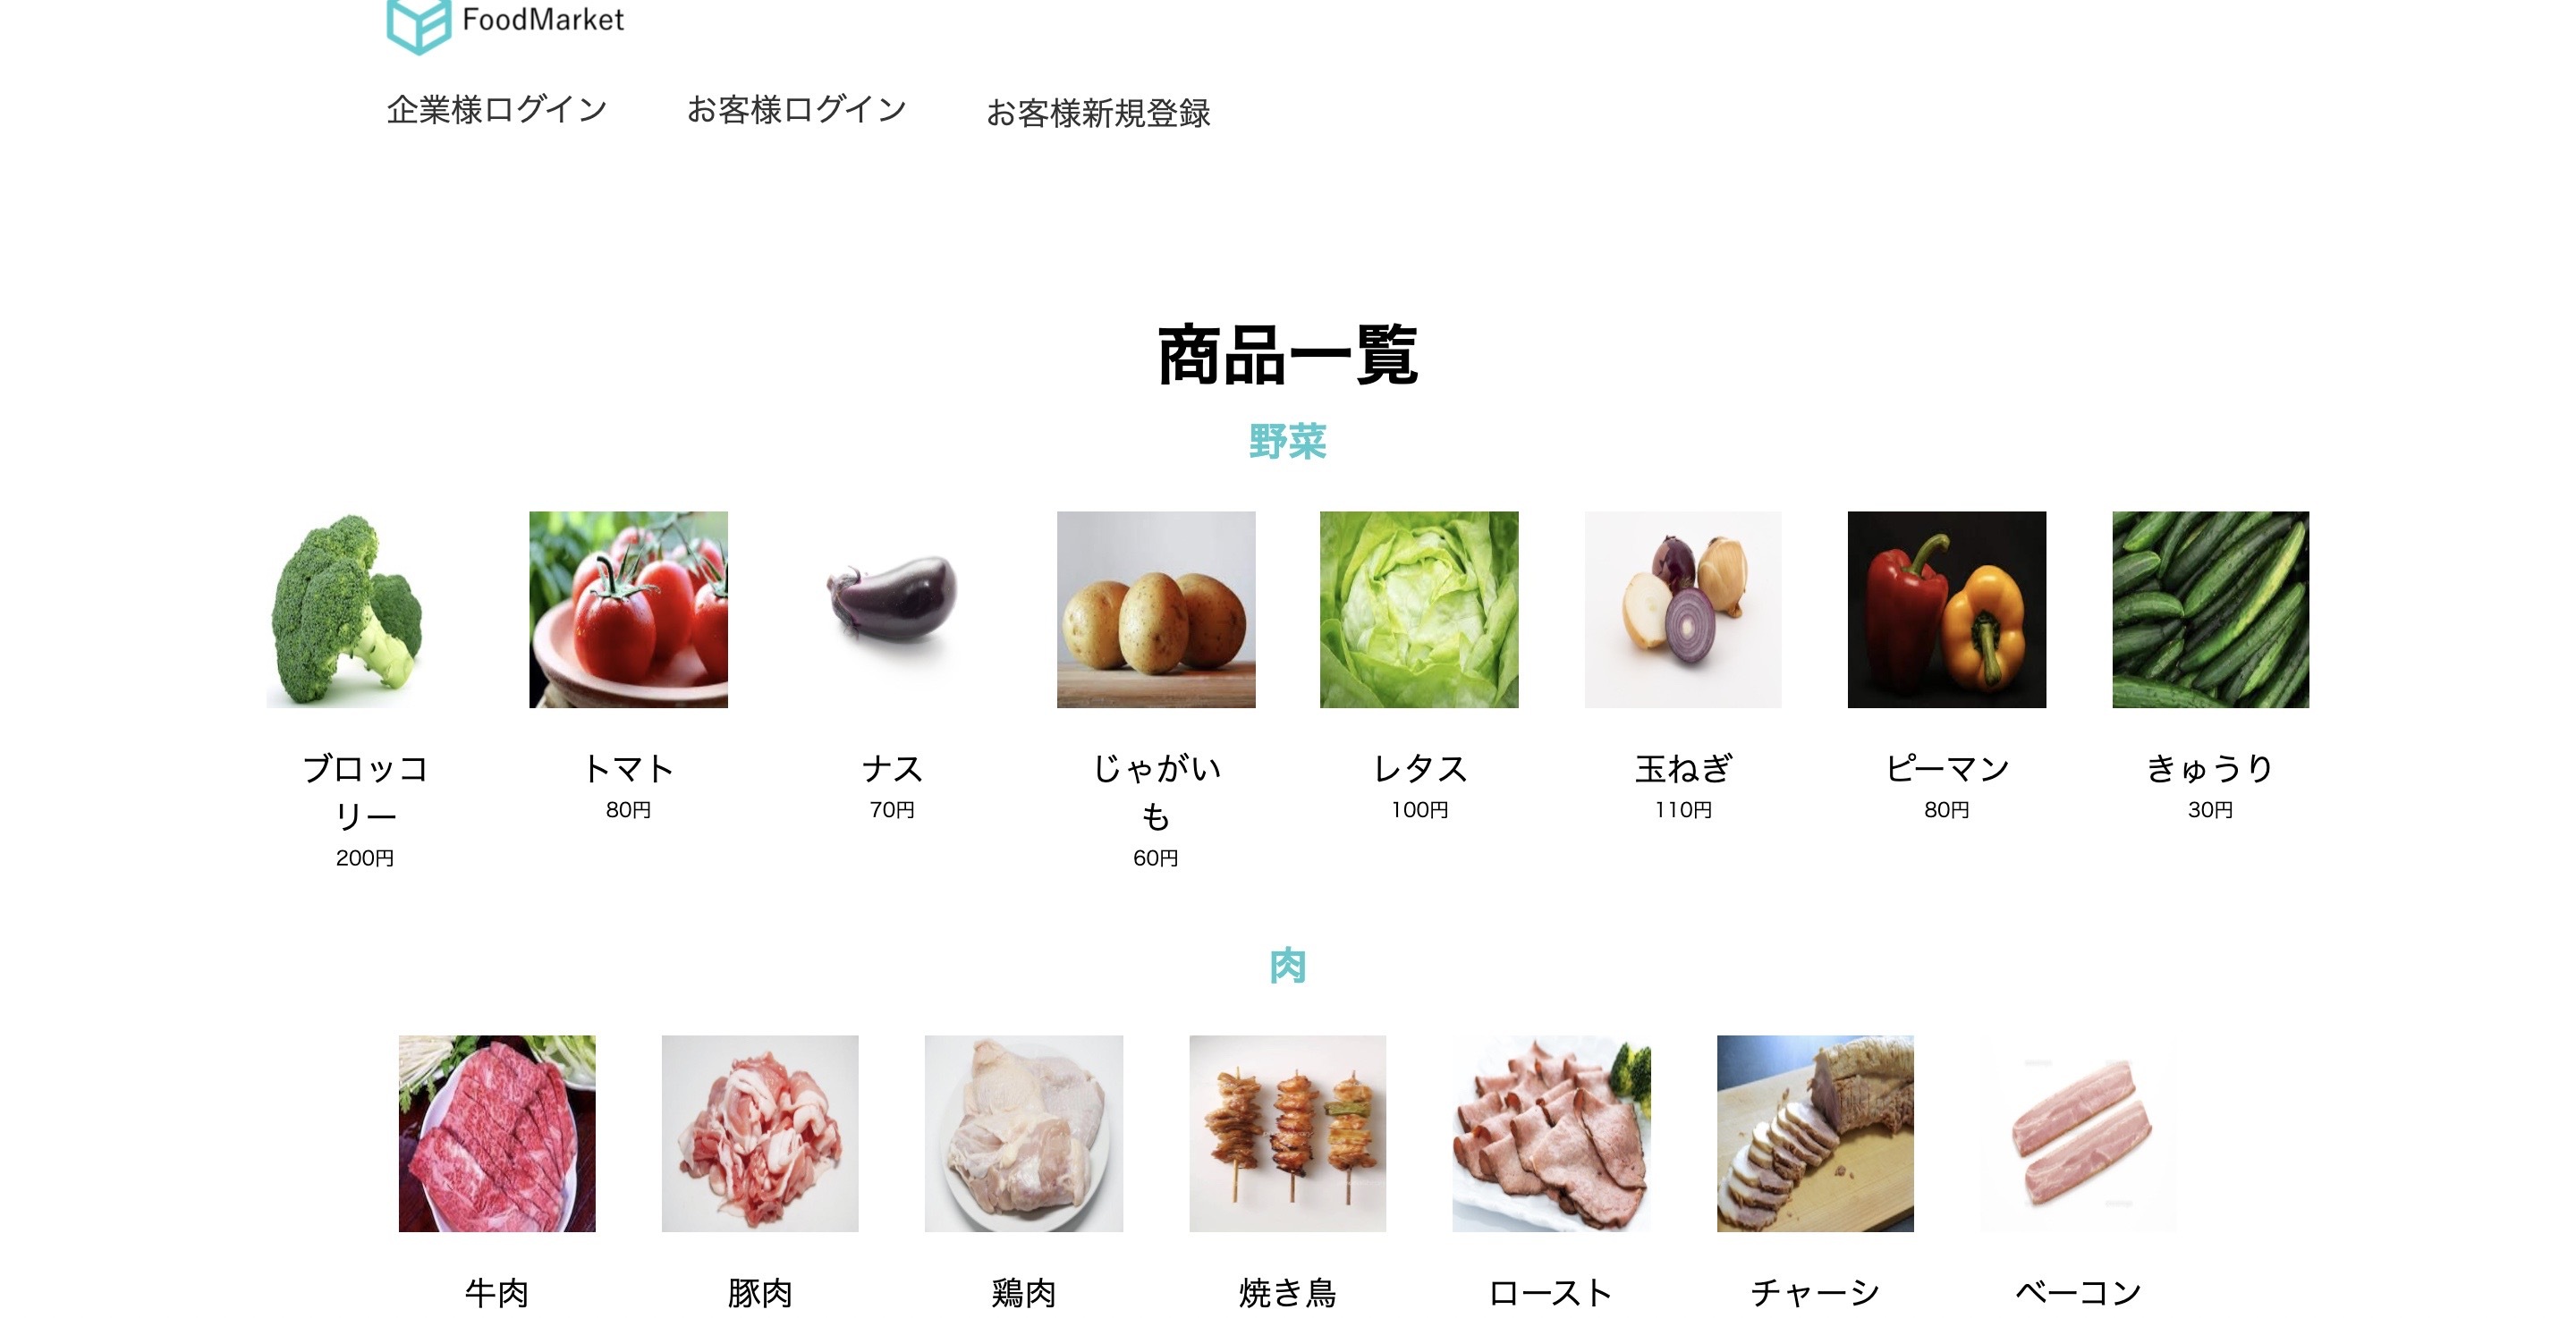 FoodMarket
企業様ログイン お客様ログイン お客様新規登録
商品一覧
野菜
ブロッコ
リー
200円
トマト
80円
ナス
70円
じゃがい
も
60円
レタス
100円
玉ねぎ
110円
ピーマン
80円
きゅうり
30円
肉
牛肉
豚肉
鶏肉
焼き鳥
ロースト
チャーシ
ベーコン